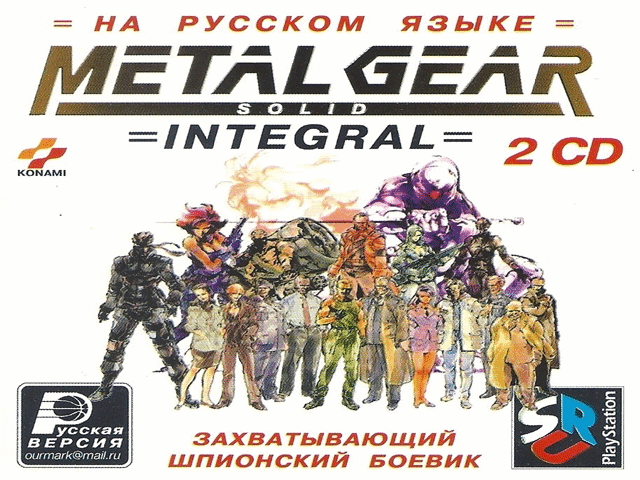 = НА РУССКОМ ЯЗЫКЕ =
METAL GEAR
SOLID
=INTEGRAL=
2 CD
KONAMI
Русская
ВЕРСИЯ
ourmark@mail.ru
ЗАХВАТЫВАЮЩИЙ
ШПИОНСКИЙ БОЕВИК
SRU
PlayStation